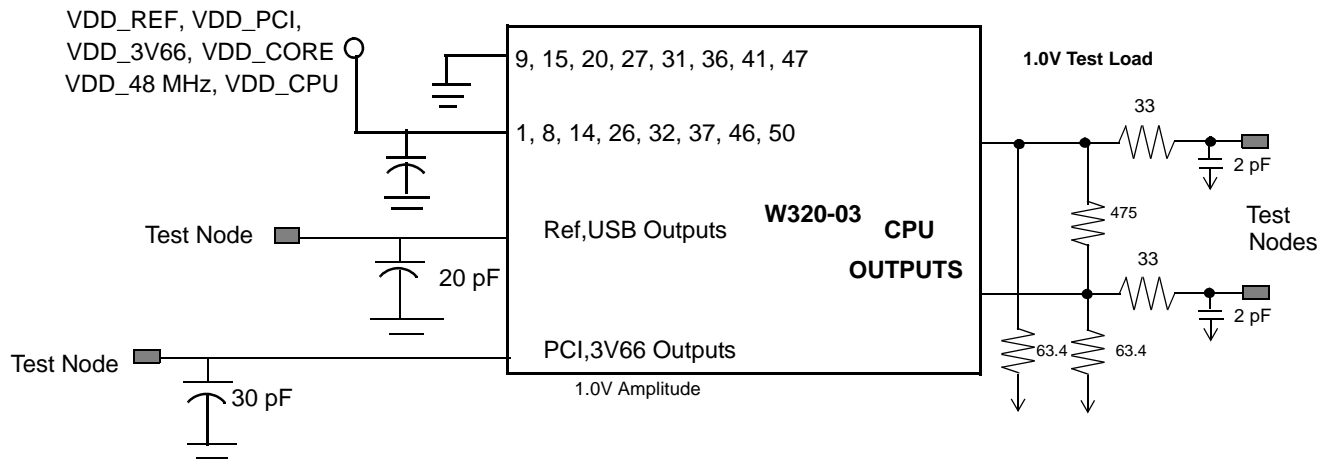 VDD_REF, VDD_PCI,
VDD_3V66, VDD_CORE
VDD_48 MHz, VDD_CPU
9, 15, 20, 27, 31, 36, 41, 47
1, 8, 14, 26, 32, 37, 46, 50
W320-03
CPU
OUTPUTS
Test Node
Ref,USB Outputs
20 pF
Test Node
PCI,3V66 Outputs
30 pF
1.0V Amplitude
1.0V Test Load
33
2 pF
475
Test
Nodes
33
2 pF
63.4
63.4